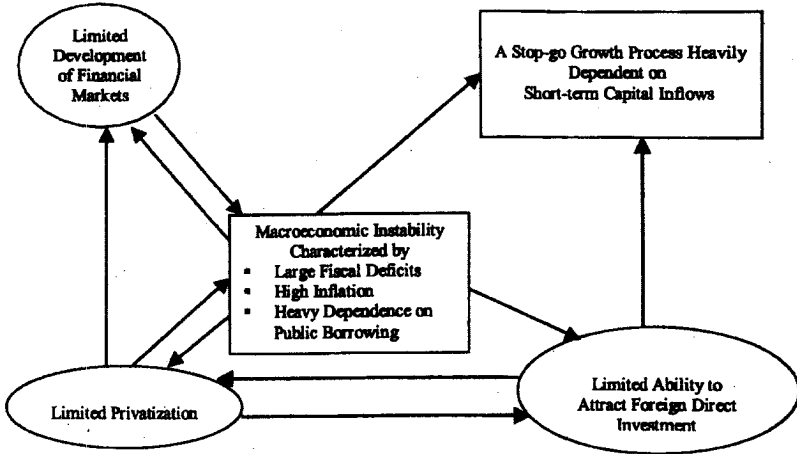 Limited
Development
of Financial
Markets
A Stop-go Growth Process Heavily
Dependent on
Short-term Capital Inflows
Macroeconomic Instability
Characterized by
▪ Large Fiscal Deficits
▪ High Inflation
▪ Heavy Dependence on
Public Borrowing
Limited Privatization
Limited Ability to
Attract Foreign Direct
Investment